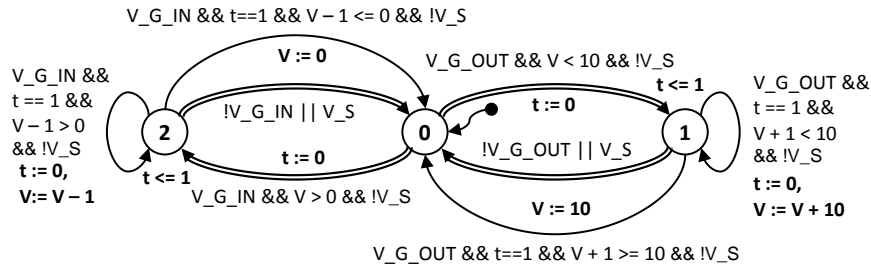 V_G_IN && t==1 && V – 1 <= 0 && !V_S
V := 0
V_G_OUT && V < 10 && !V_S
V_G_IN &&
t == 1 &&
V – 1 > 0
&& !V_S
t := 0,
V:= V – 1
2
!V_G_IN || V_S
t := 0
t <= 1
V_G_IN && V > 0 && !V_S
0
t := 0
t <= 1
!V_G_OUT || V_S
1
V := 10
V_G_OUT && t==1 && V + 1 >= 10 && !V_S
V_G_OUT &&
t == 1 &&
V + 1 < 10
&& !V_S
t := 0,
V := V + 10